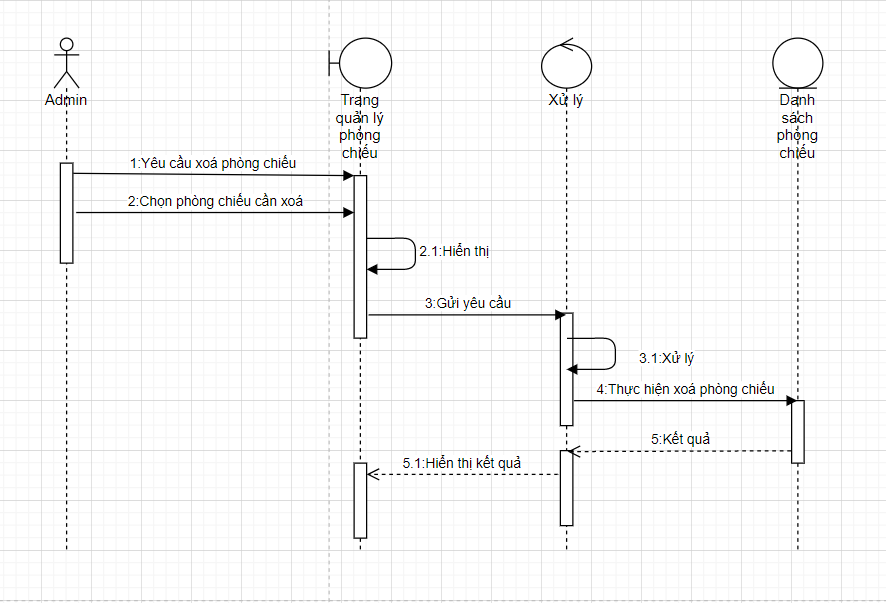 Admin
Trang
quản lý
phòng
chiếu
Xử lý
Danh
sách
phòng
chiếu
1:Yêu cầu xoá phòng chiếu
2:Chọn phòng chiếu cần xoá
2.1:Hiển thị
3:Gửi yêu cầu
3.1:Xử lý
4:Thực hiện xoá phòng chiếu
5:Kết quả
5.1:Hiển thị kết quả